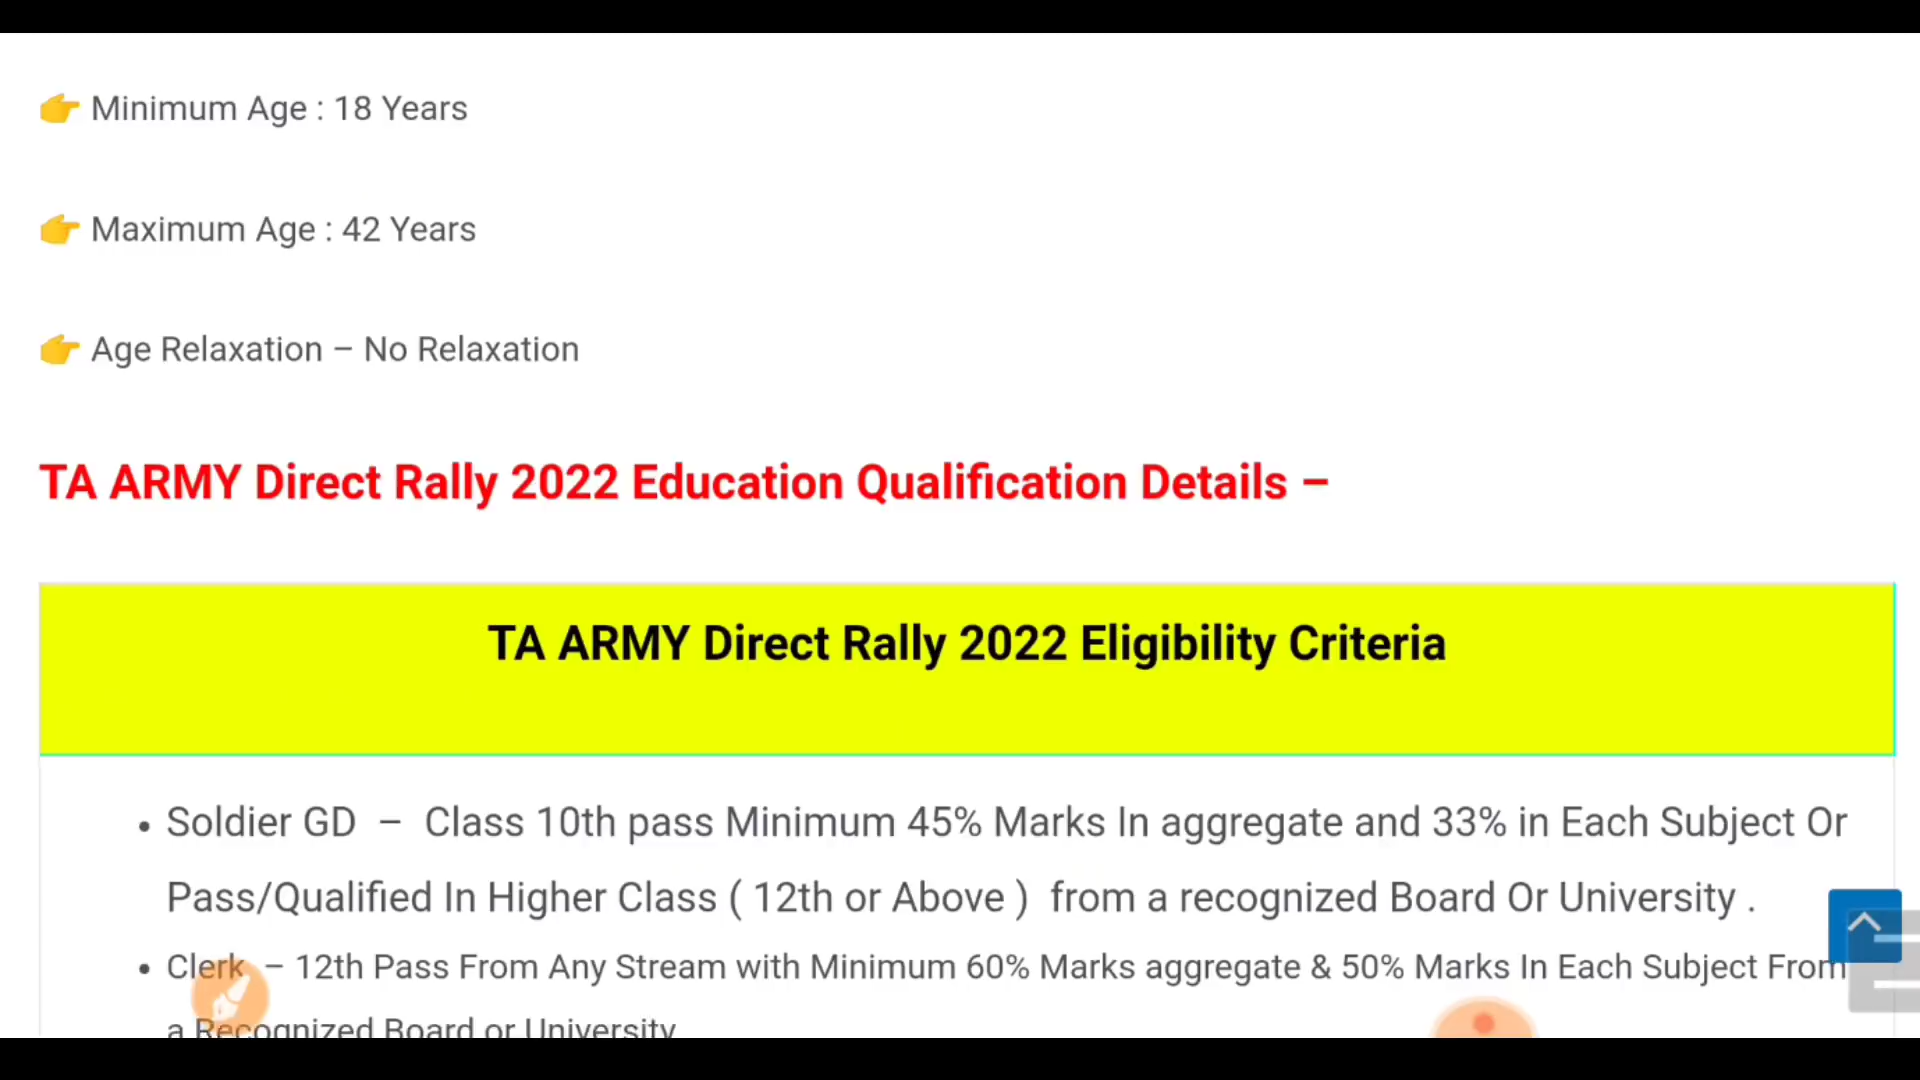 👉 Minimum Age : 18 Years
👉 Maximum Age : 42 Years
👉 Age Relaxation – No Relaxation
TA ARMY Direct Rally 2022 Education Qualification Details –
TA ARMY Direct Rally 2022 Eligibility Criteria
• Soldier GD – Class 10th pass Minimum 45% Marks In aggregate and 33% in Each Subject Or
Pass/Qualified In Higher Class ( 12th or Above ) from a recognized Board Or University .
• Clerk – 12th Pass From Any Stream with Minimum 60% Marks aggregate & 50% Marks In Each Subject From
a Recognized Board or University